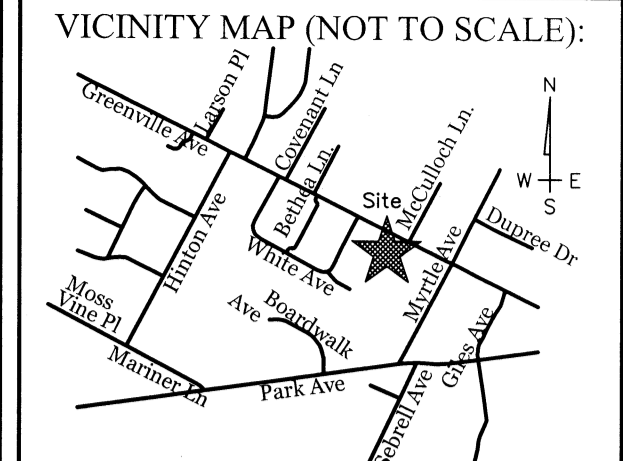 VICINITY MAP (NOT TO SCALE):
Larson Pl
Covenant Ln
Greenville Ave
N
W
E
S
McCulloch Ln.
Bethea Ln.
Site
Dupree Dr
Hinton Ave
White Ave
Myrtle Ave
Moss
Vine Pl
Boardwalk
Ave
Giles Ave
Mariner Ln
Park Ave
Sebrell Ave